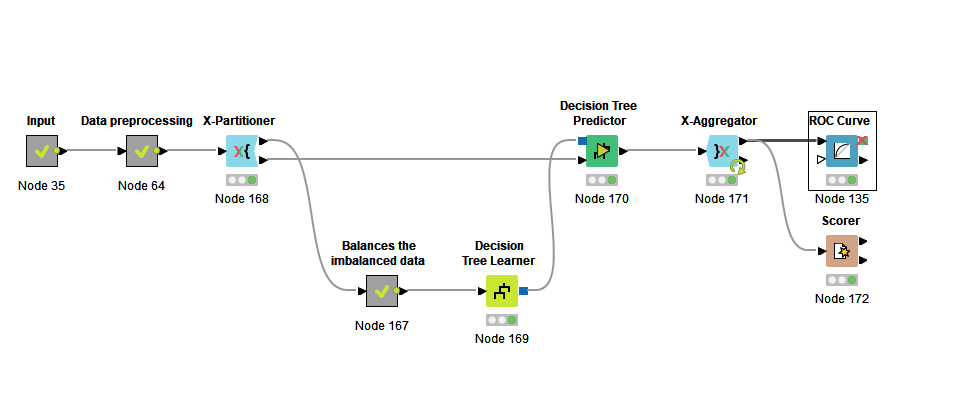 Input
Node 35
Data preprocessing
Node 64
X-Partitioner
Node 168
Balances the
imbalanced data
Node 167
Decision
Tree Learner
Node 169
Decision Tree
Predictor
Node 170
X-Aggregator
Node 171
ROC Curve
Node 135
Scorer
Node 172